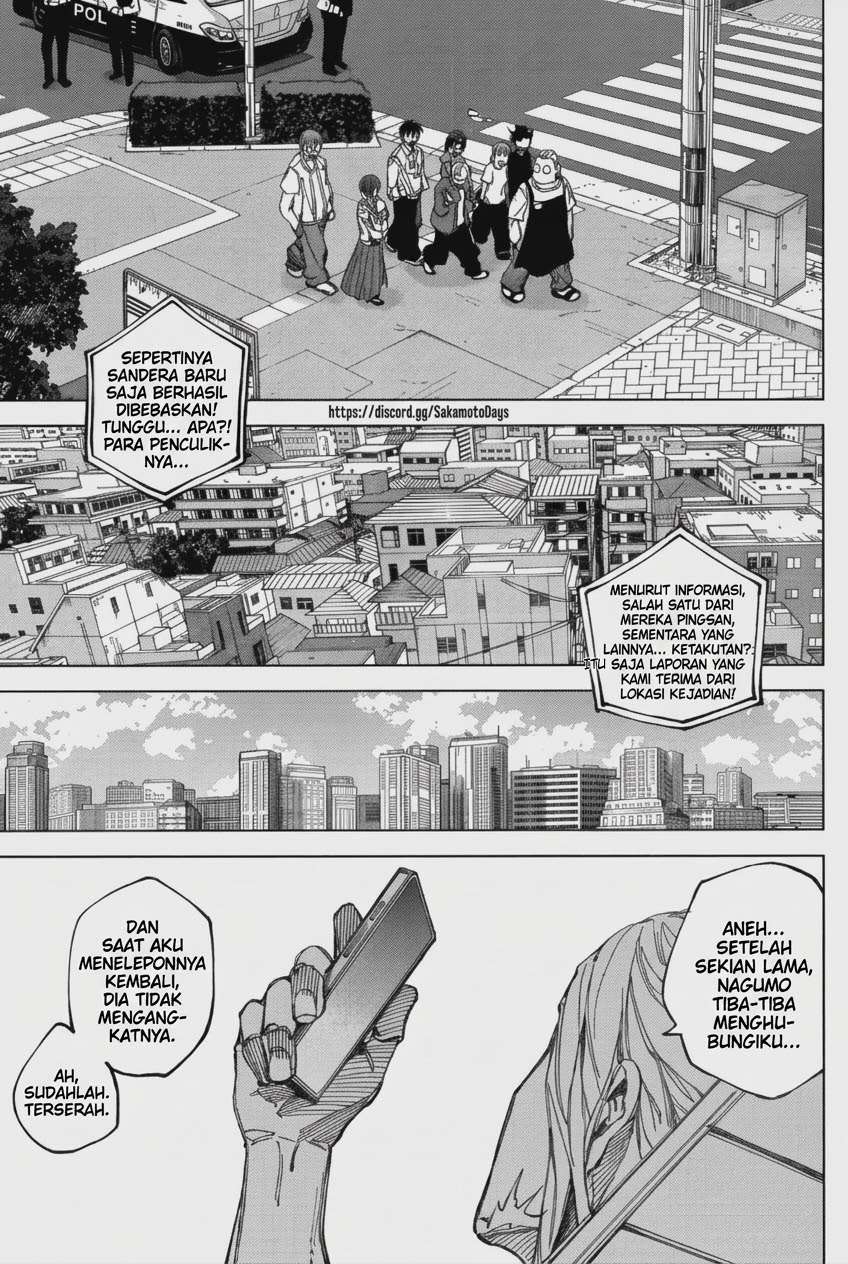 POL
SEPERTINYA
SANDERA BARU
SAJA BERHASIL
DIBEBASKAN!
TUNGGU... APA?!
PARA PENCULIK-
NYA...
https://discord.gg/SakamotoDays
MENURUT INFORMASI,
SALAH SATU DARI
MEREKA PINGSAN,
SEMENTARA YANG
LAINNYA... KETAKUTAN?
ITU SAJA LAPORAN YANG
KAMI TERIMA DARI
LOKASI KEJADIAN!
ANEH...
SETELAH
SEKIAN LAMA,
NAGUMO
TIBA-TIBA
MENGHU-
BUNGIKU...
DAN
SAAT AKU
MENELEPONNYA
KEMBALI,
DIA TIDAK
MENGANG-
KATNYA.
AH,
SUDAHLAH.
TERSERAH.